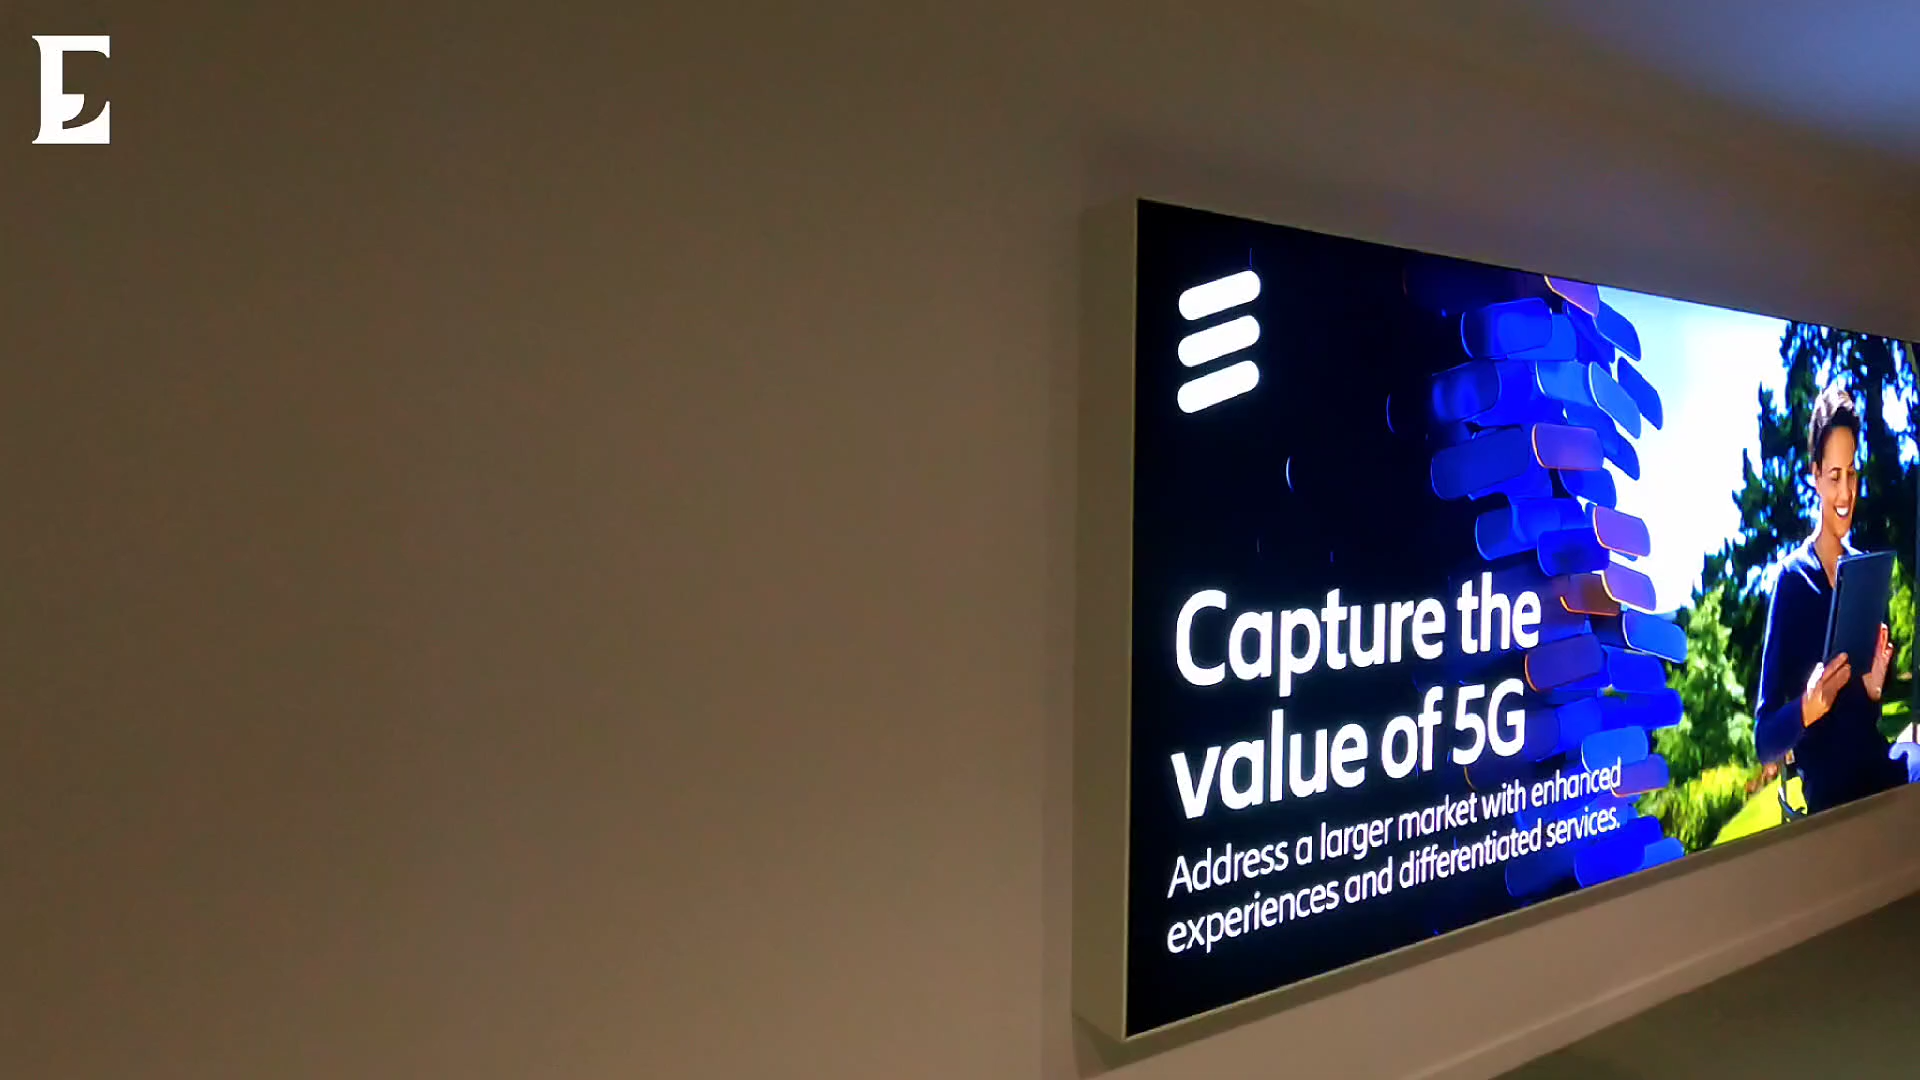 E
Capture the
value of 5G
Address a larger market with enhanced
experiences and differentiated services.